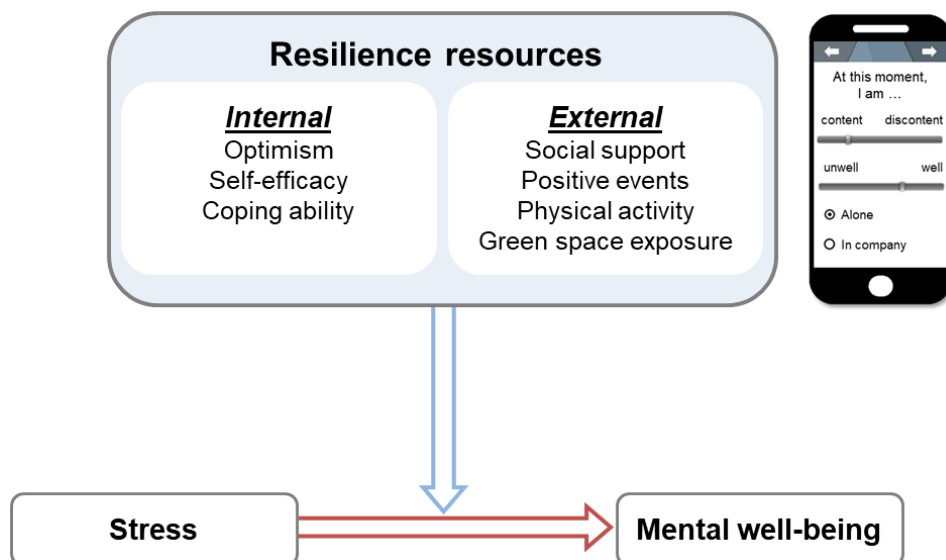 Resilience resources
Internal
Optimism
Self-efficacy
Coping ability
External
Social support
Positive events
Physical activity
Green space exposure
At this moment,
I am ...
content discontent
unwell well
Alone
In company
Stress
Mental well-being